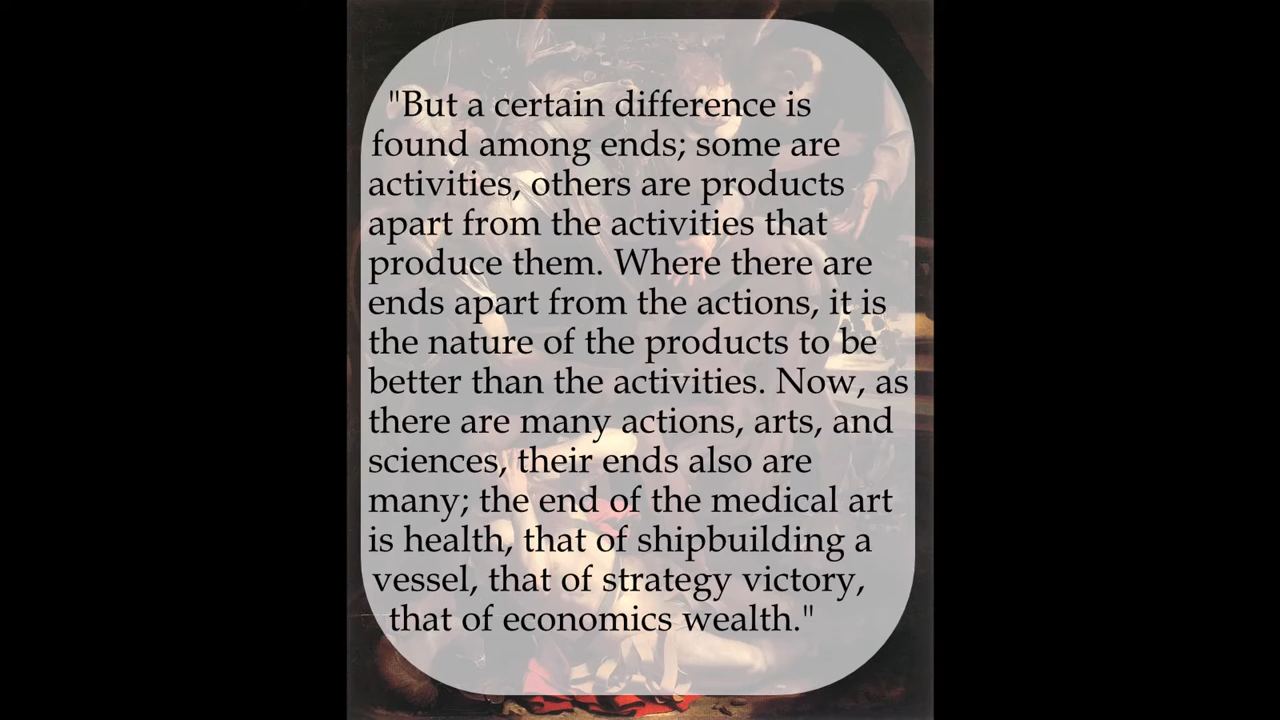 "But a certain difference is
found among ends; some are
activities, others are products
apart from the activities that
produce them. Where there are
ends apart from the actions, it is
the nature of the products to be
better than the activities. Now, as
there are many actions, arts, and
sciences, their ends also are
many; the end of the medical art
is health, that of shipbuilding a
vessel, that of strategy victory,
that of economics wealth."